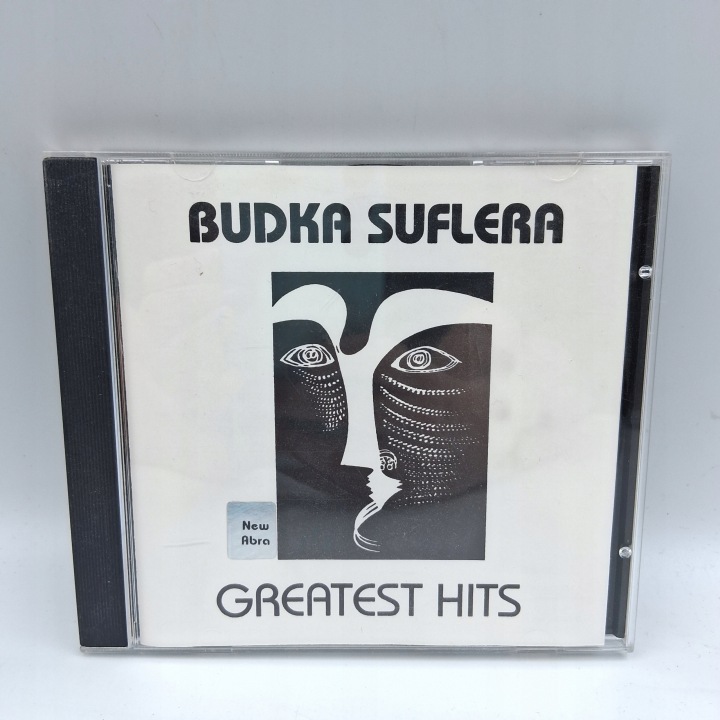 BUDKA SUFLERA
New
Abra
GREATEST HITS